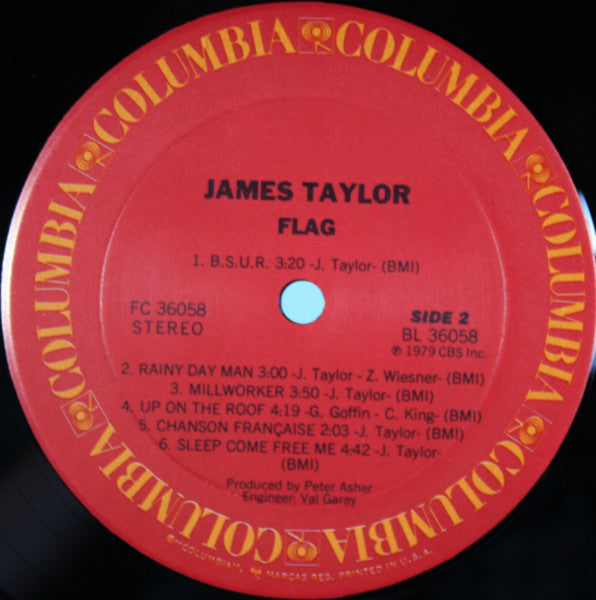 COLUMBIA COLUMBIA COLUMBIA COLUMBIA COLUMBIA COLUMBIA COLUMBIA COLUMBIA
JAMES TAYLOR
FLAG
1. B.S.U.R. 3:20 -J. Taylor- (BMI)
FC 36058
STEREO
SIDE 2
BL 36058
℗ 1979 CBS Inc.
2. RAINY DAY MAN 3:00 -J. Taylor - Z. Wiesner- (BMI)
3. MILLWORKER 3:50 -J. Taylor- (BMI)
4. UP ON THE ROOF 4:19 -G. Goffin - C. King- (BMI)
5. CHANSON FRANÇAISE 2:03 -J. Taylor- (BMI)
6. SLEEP COME FREE ME 4:42 -J. Taylor-
(BMI)
Produced by Peter Asher
Engineer: Val Garay
"COLUMBIA", MARCAS REG. PRINTED IN U.S.A.